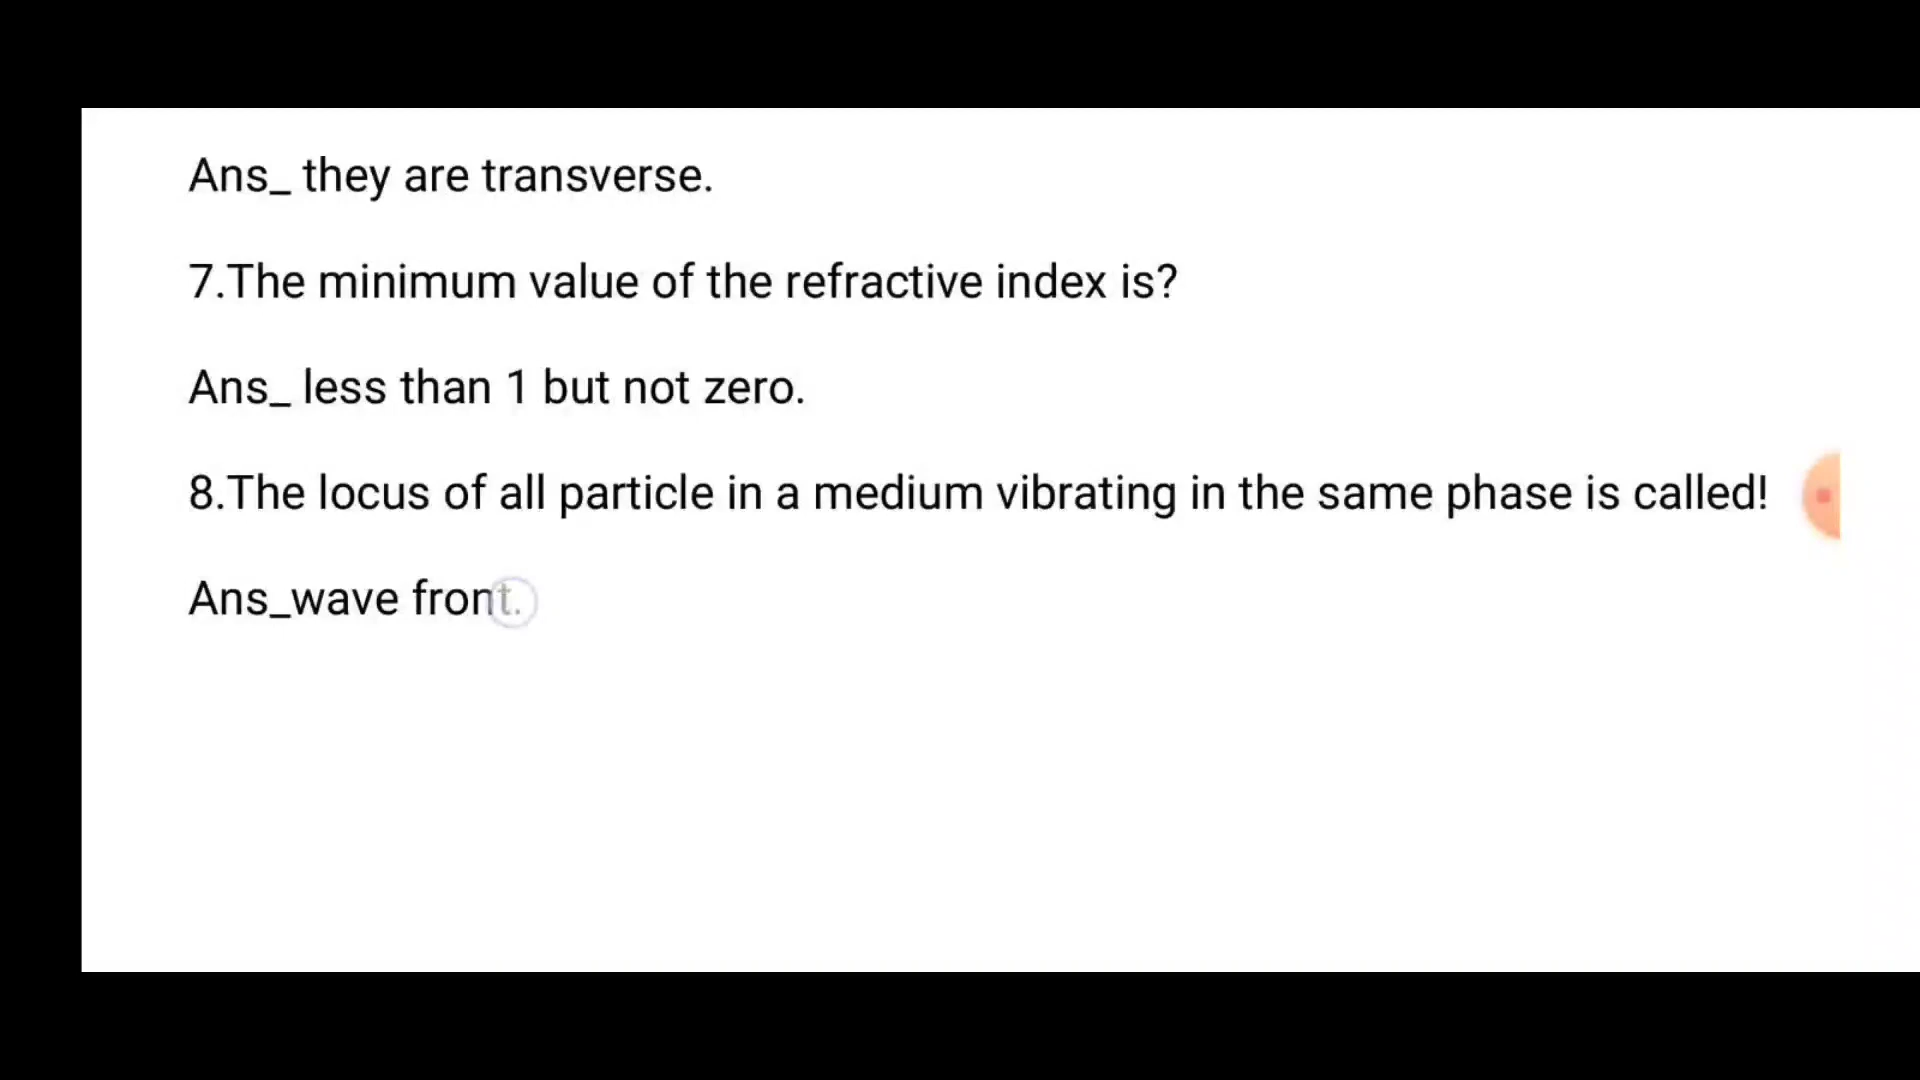 Ans_ they are transverse.
7.The minimum value of the refractive index is?
Ans_ less than 1 but not zero.
8.The locus of all particle in a medium vibrating in the same phase is called!
Ans_wave front.